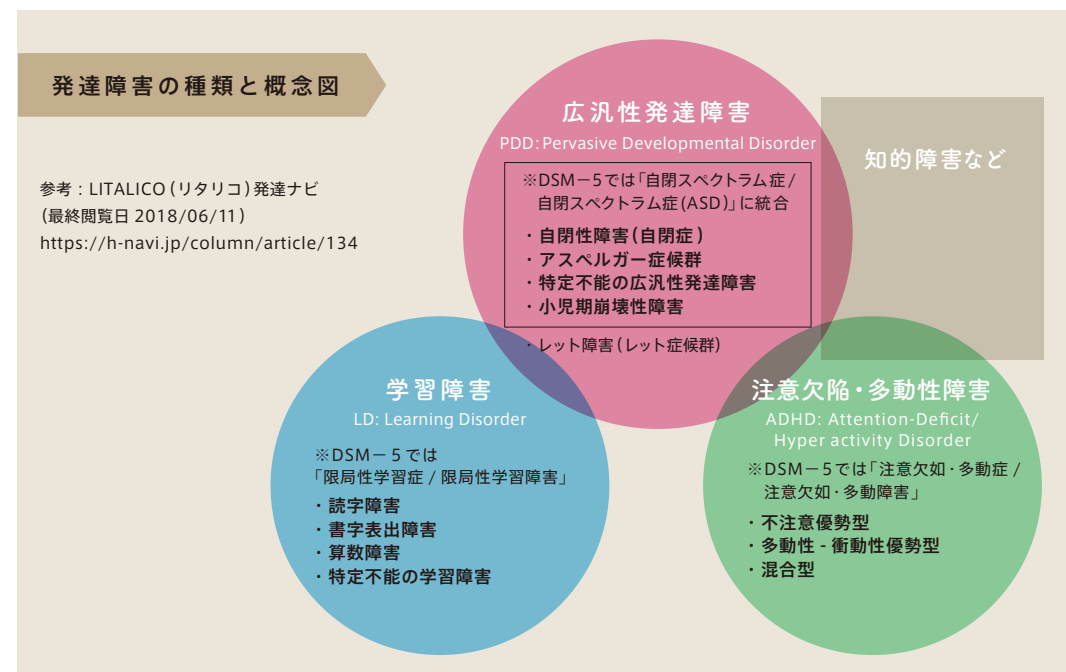 発達障害の種類と概念図
参考：LITALICO（リタリコ）発達ナビ
（最終閲覧日 2018/06/11）
https://h-navi.jp/column/article/134
広汎性発達障害
PDD：Pervasive Developmental Disorder
※DSM－5では「自閉スペクトラム症 /
自閉スペクトラム症（ASD）」に統合
・自閉性障害（自閉症）
・アスペルガー症候群
・特定不能の広汎性発達障害
・小児期崩壊性障害
・レット障害（レット症候群）
知的障害など
学習障害
LD: Learning Disorder
※DSM－5では
「限局性学習症 / 限局性学習障害」
・読字障害
・書字表出障害
・算数障害
・特定不能の学習障害
注意欠陥・多動性障害
ADHD: Attention-Deficit/
Hyper activity Disorder
※DSM－5では「注意欠如・多動症 /
注意欠如・多動障害」
・不注意優勢型
・多動性 - 衝動性優勢型
・混合型